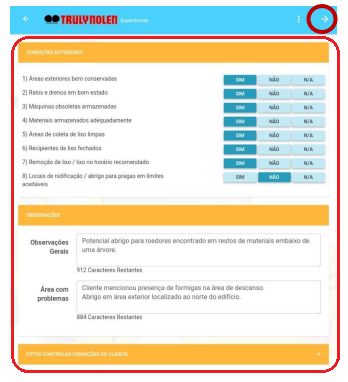 TRULY NOLEN Supervisions
CONDIÇÕES EXTERIORES
1) Áreas exteriores bem conservadas SIM NÃO N/A
2) Ralos e drenos em bom estado SIM NÃO N/A
3) Máquinas obsoletas armazenadas SIM NÃO N/A
4) Materiais armazenados adequadamente SIM NÃO N/A
5) Áreas de coleta de lixo limpas SIM NÃO N/A
6) Recipientes de lixo fechados SIM NÃO N/A
7) Remoção de lixo / lixo no horário recomendado SIM NÃO N/A
8) Locais de nidificação / abrigo para pragas em limites SIM NÃO N/A
aceitáveis
OBSERVAÇÕES
Observações Potencial abrigo para roedores encontrado em restos de materiais embaixo de
Gerais uma árvore.
912 Caracteres Restantes
Área com Cliente mencionou presença de formigas na área de descanso.
problemas Abrigo em área exterior localizado ao norte do edifício.
884 Caracteres Restantes
FOTOS CONTROLAR CONDIÇÕES DO CLIENTE